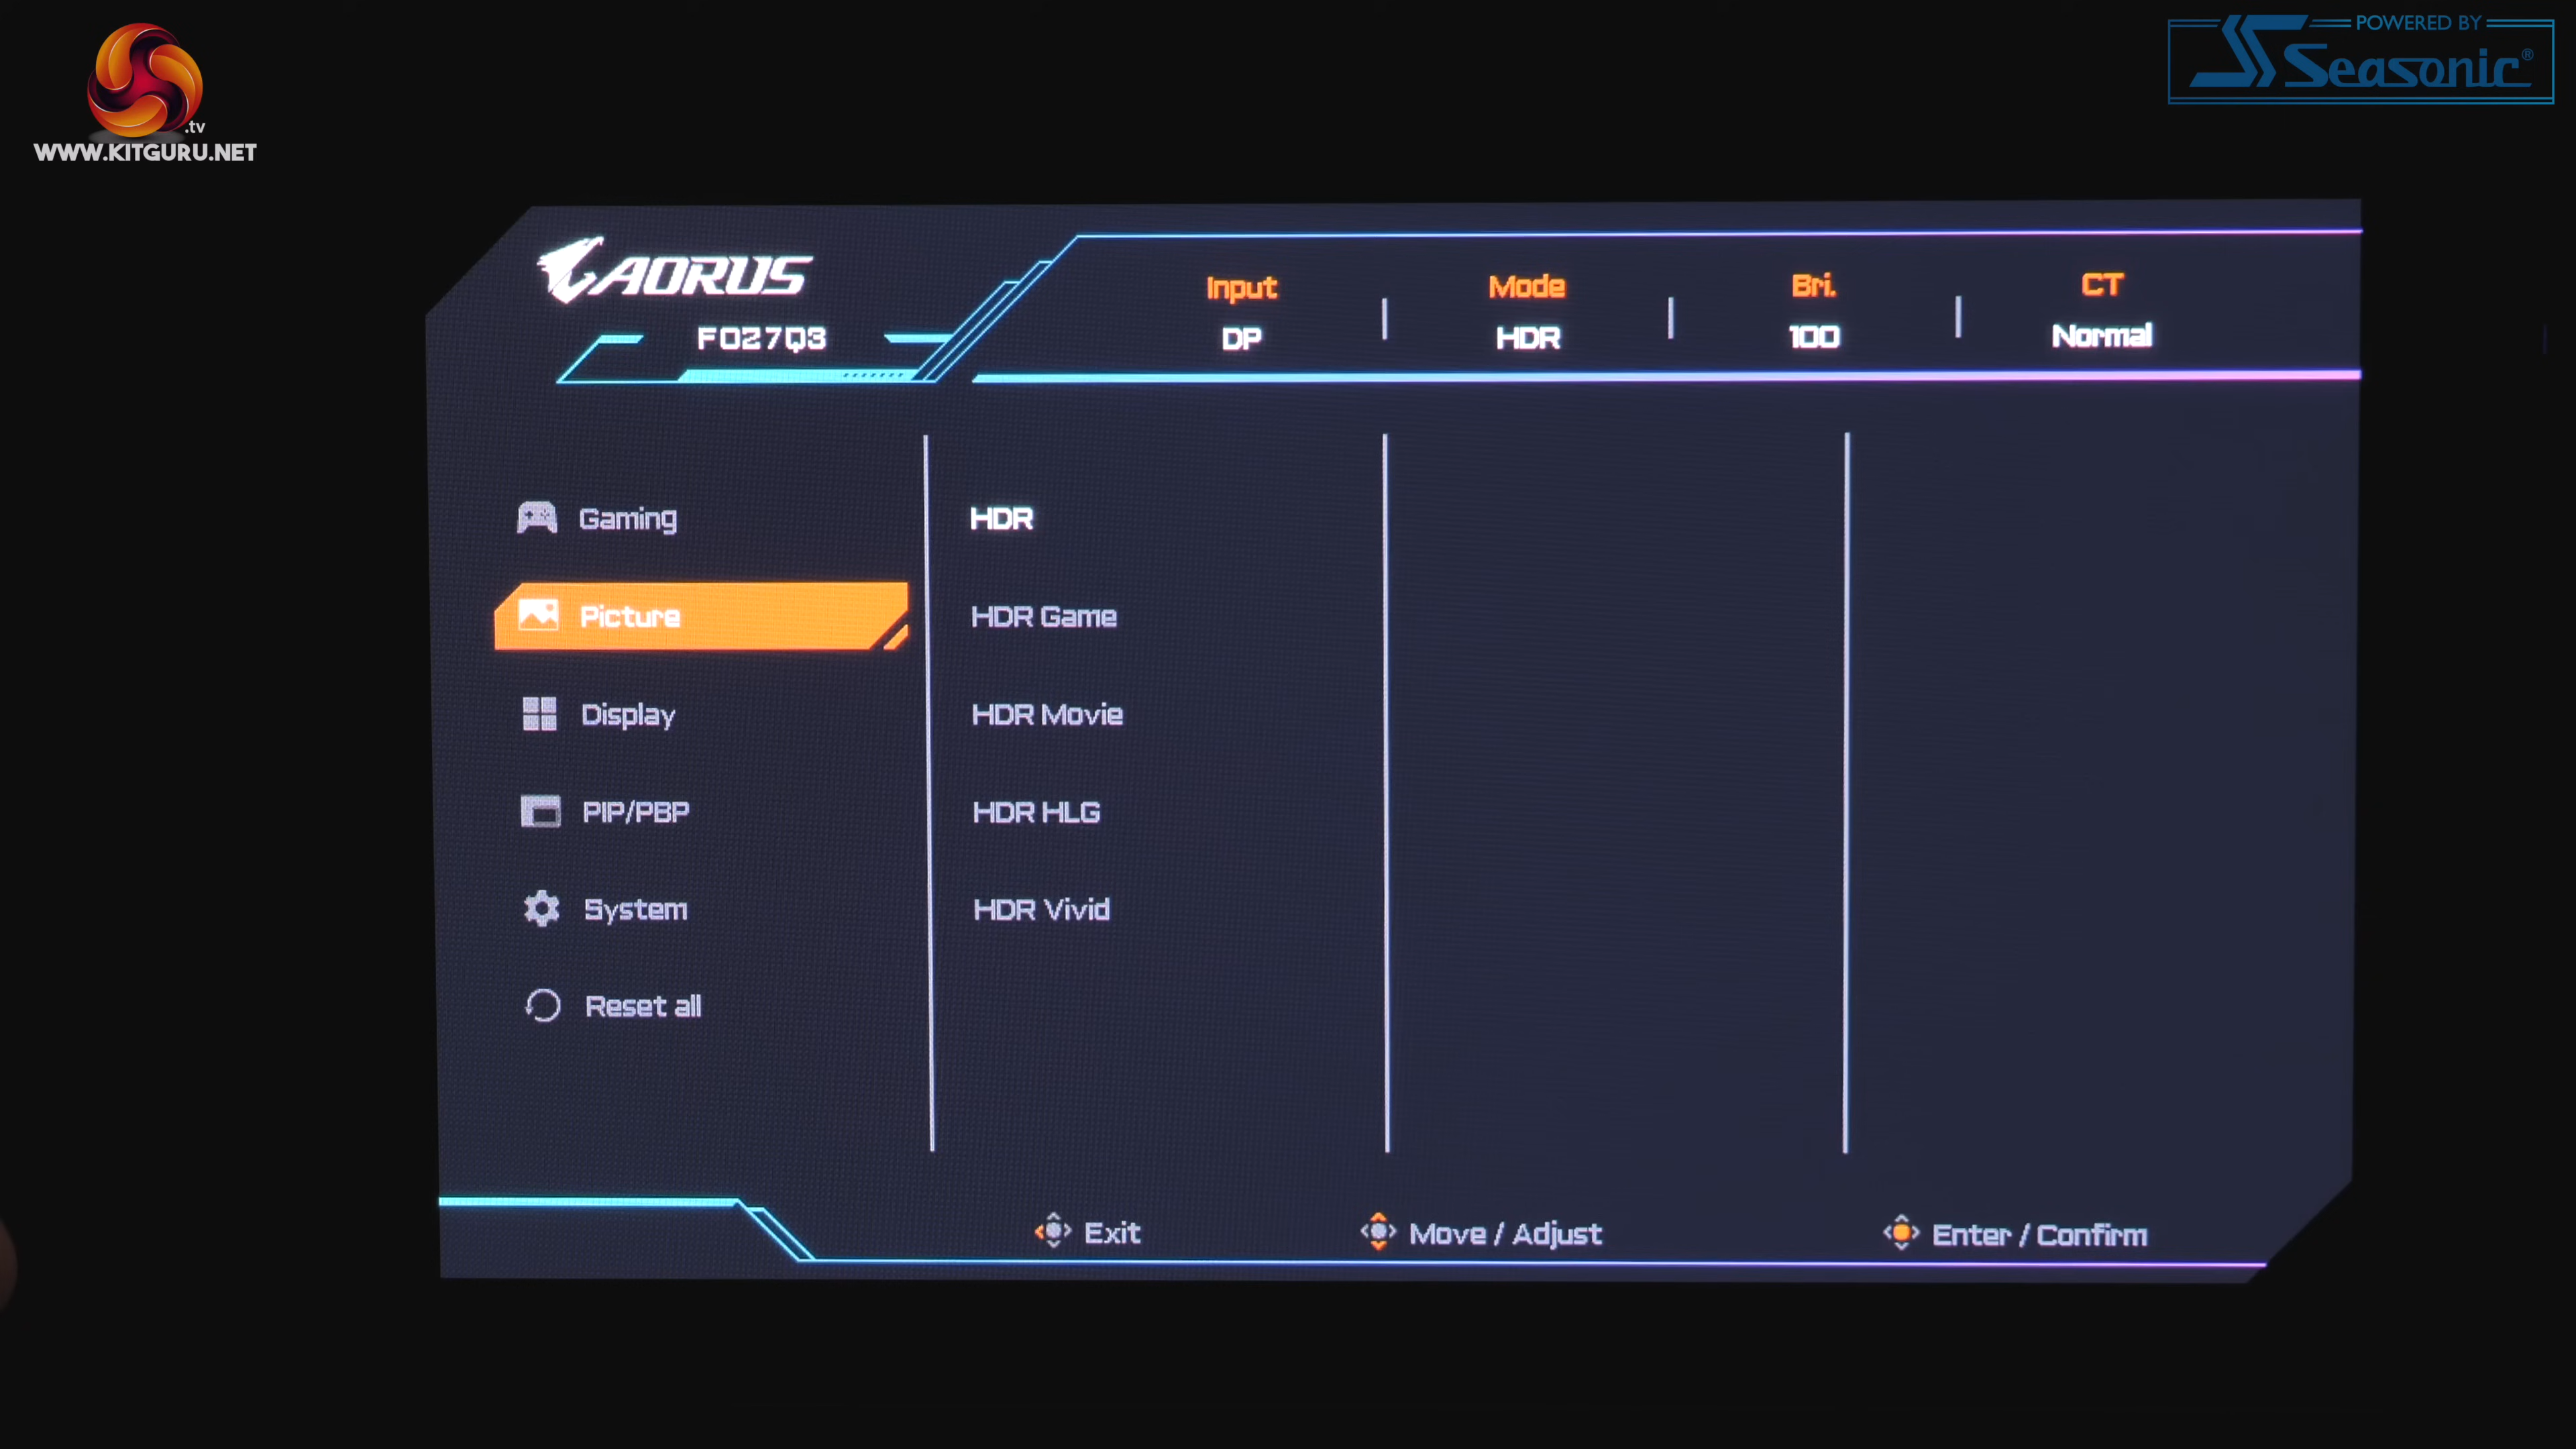 .tv
WWW.KITGURU.NET
POWERED BY
Seasonic®
AORUS
FO27Q3
Input
DP
Mode
HDR
Bri.
100
CT
Normal
Gaming
Picture
Display
PIP/PBP
System
Reset all
HDR
HDR Game
HDR Movie
HDR HLG
HDR Vivid
Exit
Move / Adjust
Enter / Confirm